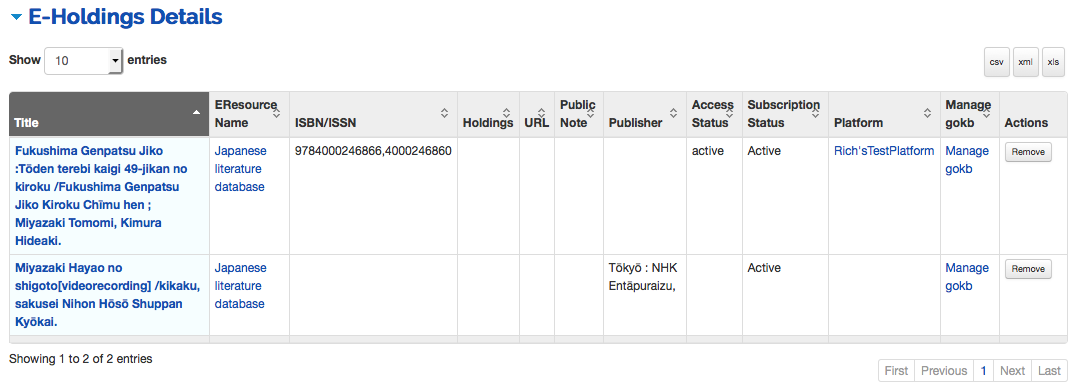 E-Holdings Details
Show 10 entries
csv xml xls
Title EResource Name ISBN/ISSN Holdings URL Public Note Publisher Access Status Subscription Status Platform Manage gokb Actions
Fukushima Genpatsu Jiko
:Tōden terebi kaigi 49-jikan no
kiroku /Fukushima Genpatsu
Jiko Kiroku Chīmu hen ;
Miyazaki Tomomi, Kimura
Hideaki.
Japanese
literature
database
9784000246866,4000246860
active
Active
Rich'sTestPlatform
Manage
gokb
Remove
Miyazaki Hayao no
shigoto[videorecording] /kikaku,
sakusei Nihon Hōsō Shuppan
Kyōkai.
Japanese
literature
database
Tōkyō : NHK
Entāpuraizu,
Active
Manage
gokb
Remove
Showing 1 to 2 of 2 entries
First Previous 1 Next Last